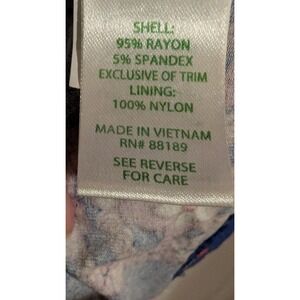 SHELL:
95% RAYON
5% SPANDEX
EXCLUSIVE OF TRIM
LINING:
100% NYLON
MADE IN VIETNAM
RN# 88189
SEE REVERSE
FOR CARE